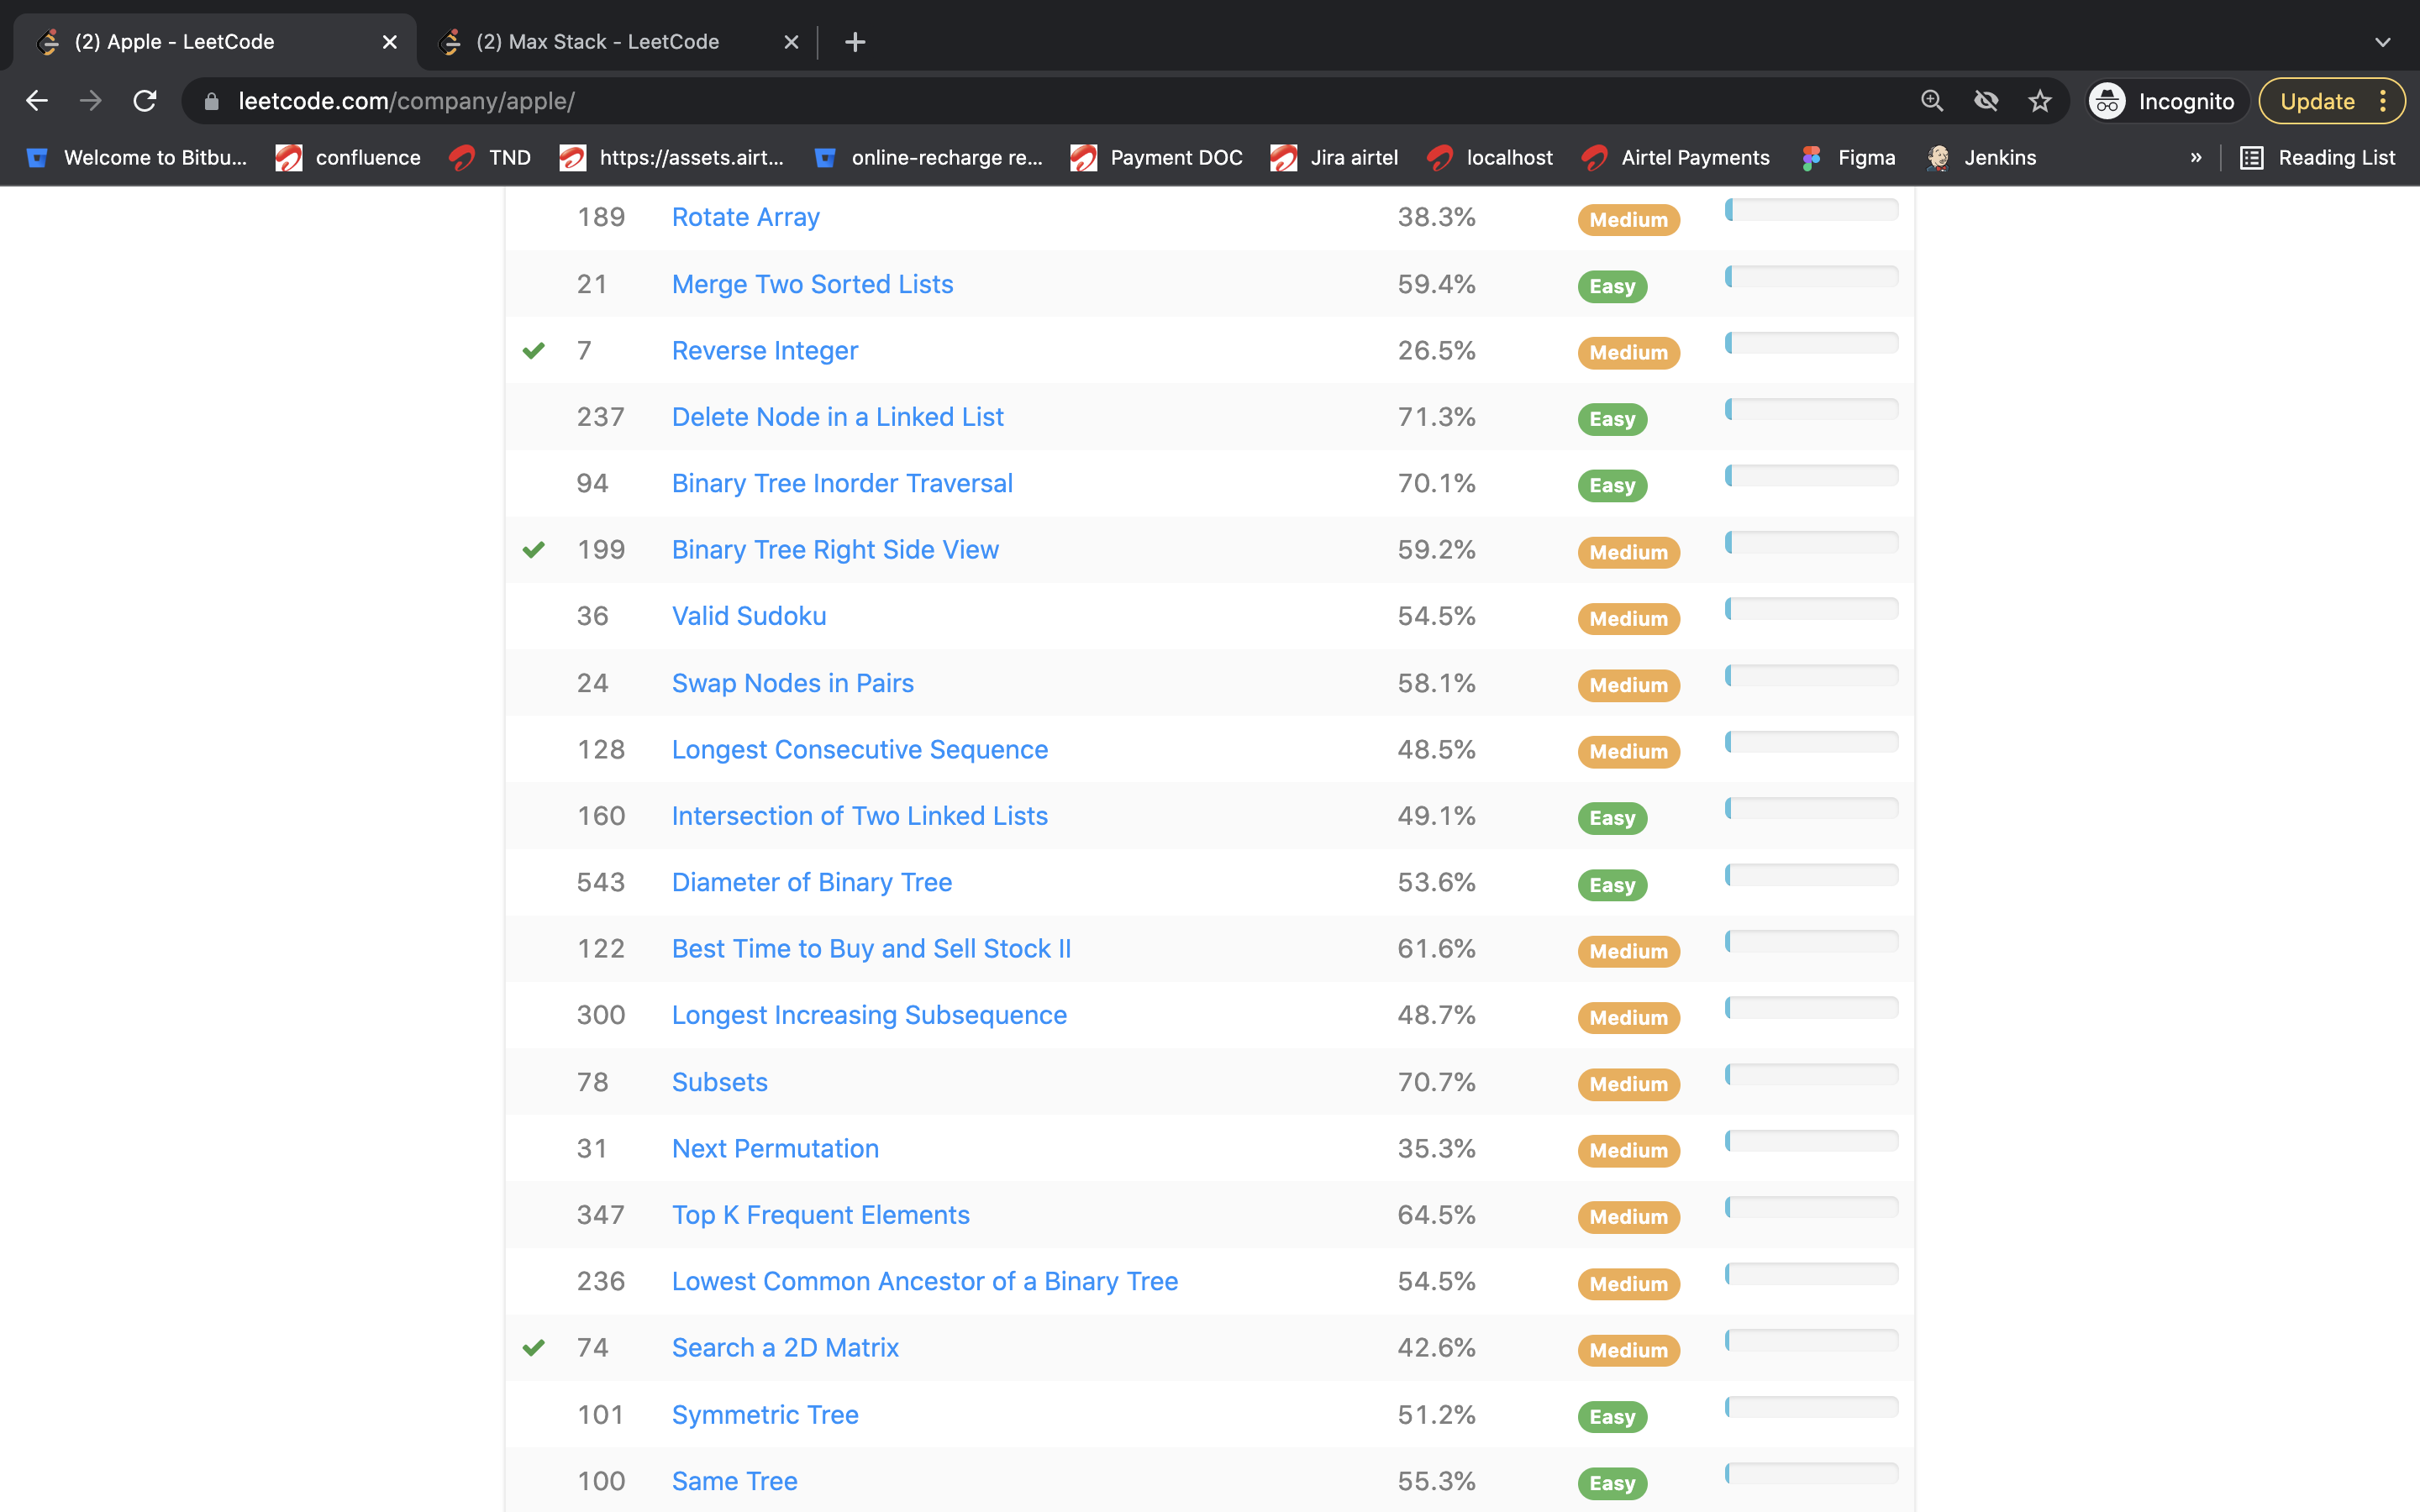 (2) Apple - LeetCode (2) Max Stack - LeetCode
leetcode.com/company/apple/ Incognito Update
Welcome to Bitbu... confluence TND https://assets.airt... online-recharge re... Payment DOC Jira airtel localhost Airtel Payments Figma Jenkins » Reading List
189 Rotate Array 38.3% Medium
21 Merge Two Sorted Lists 59.4% Easy
7 Reverse Integer 26.5% Medium
237 Delete Node in a Linked List 71.3% Easy
94 Binary Tree Inorder Traversal 70.1% Easy
199 Binary Tree Right Side View 59.2% Medium
36 Valid Sudoku 54.5% Medium
24 Swap Nodes in Pairs 58.1% Medium
128 Longest Consecutive Sequence 48.5% Medium
160 Intersection of Two Linked Lists 49.1% Easy
543 Diameter of Binary Tree 53.6% Easy
122 Best Time to Buy and Sell Stock II 61.6% Medium
300 Longest Increasing Subsequence 48.7% Medium
78 Subsets 70.7% Medium
31 Next Permutation 35.3% Medium
347 Top K Frequent Elements 64.5% Medium
236 Lowest Common Ancestor of a Binary Tree 54.5% Medium
74 Search a 2D Matrix 42.6% Medium
101 Symmetric Tree 51.2% Easy
100 Same Tree 55.3% Easy